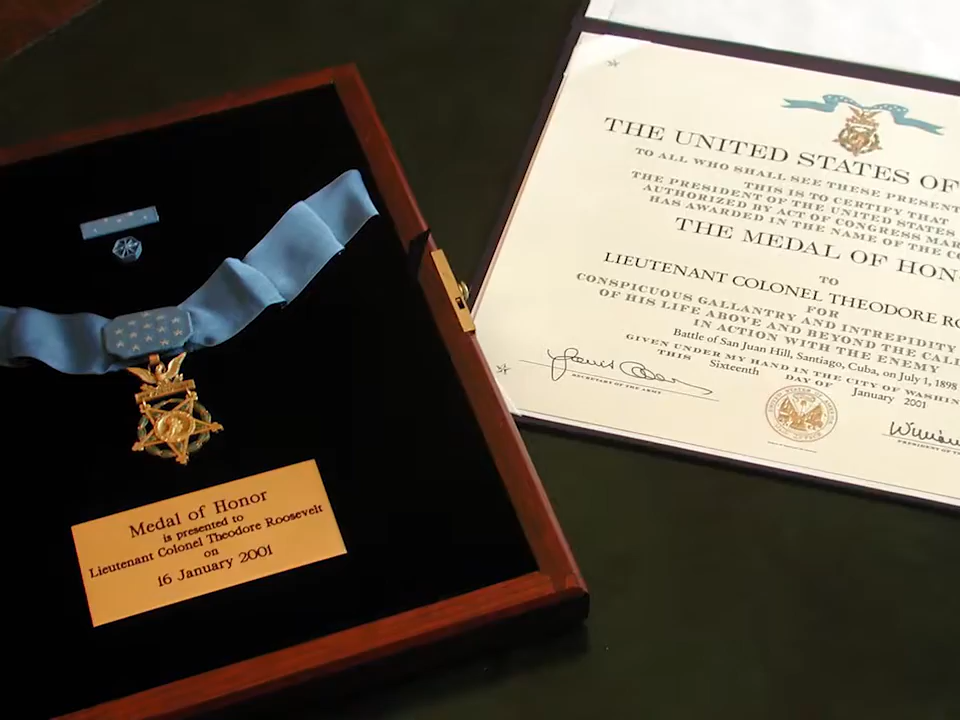 Medal of Honor
is presented to
Lieutenant Colonel Theodore Roosevelt
on
16 January 2001
THE UNITED STATES OF
TO ALL WHO SHALL SEE THESE PRESENT
THIS IS TO CERTIFY THAT
THE PRESIDENT OF THE UNITED STATES
AUTHORIZED BY ACT OF CONGRESS MAR
HAS AWARDED IN THE NAME OF THE CO
THE MEDAL OF HON
TO
LIEUTENANT COLONEL THEODORE RO
FOR
CONSPICUOUS GALLANTRY AND INTREPIDITY
OF HIS LIFE ABOVE AND BEYOND THE CALL
IN ACTION WITH THE ENEMY
Battle of San Juan Hill, Santiago, Cuba, on July 1, 1898
GIVEN UNDER MY HAND IN THE CITY OF WASHIN
THIS Sixteenth DAY OF January 2001
SECRETARY OF THE ARMY
William
PRESIDENT OF